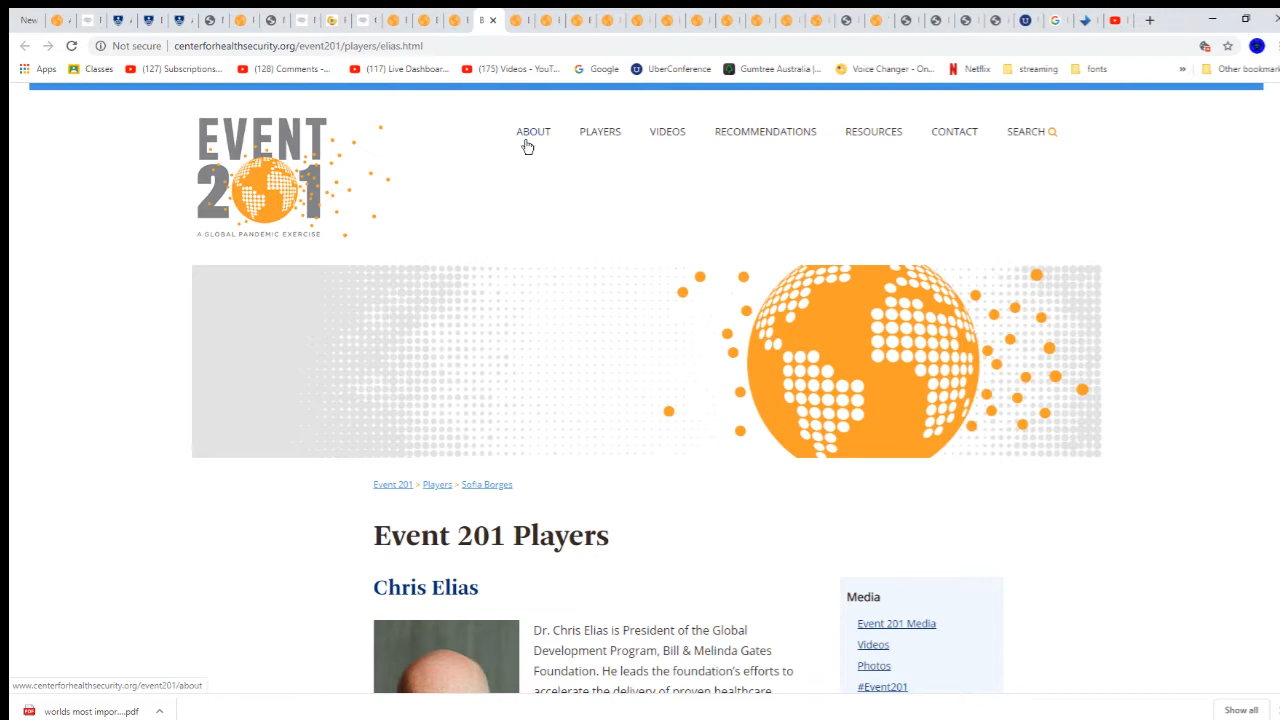 New
B
Not secure | centerforhealthsecurity.org/event201/players/elias.html
Apps
Classes
(127) Subscriptions...
(128) Comments -...
(117) Live Dashboar...
(175) Videos - YouT...
Google
UberConference
Gumtree Australia |...
Voice Changer - On...
Netflix
streaming
fonts
»
Other bookmark
EVENT
201
A GLOBAL PANDEMIC EXERCISE
ABOUT
PLAYERS
VIDEOS
RECOMMENDATIONS
RESOURCES
CONTACT
SEARCH
Event 201 > Players > Sofia Borges
Event 201 Players
Chris Elias
Dr. Chris Elias is President of the Global
Development Program, Bill & Melinda Gates
Foundation. He leads the foundation's efforts to
accelerate the delivery of proven healthcare
Media
Event 201 Media
Videos
Photos
#Event201
www.centerforhealthsecurity.org/event201/about
worlds most impor....pdf
Show all